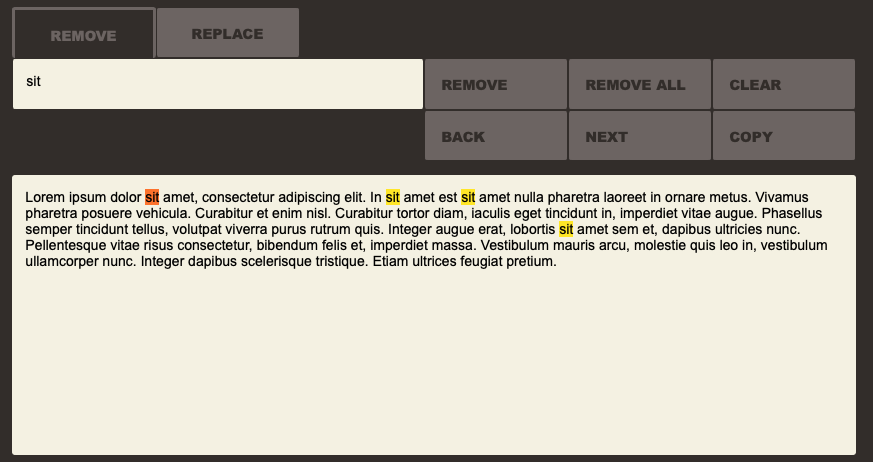 REMOVE REPLACE
sit REMOVE REMOVE ALL CLEAR
BACK NEXT COPY
Lorem ipsum dolor sit amet, consectetur adipiscing elit. In sit amet est sit amet nulla pharetra laoreet in ornare metus. Vivamus
pharetra posuere vehicula. Curabitur et enim nisl. Curabitur tortor diam, iaculis eget tincidunt in, imperdiet vitae augue. Phasellus
semper tincidunt tellus, volutpat viverra purus rutrum quis. Integer augue erat, lobortis sit amet sem et, dapibus ultricies nunc.
Pellentesque vitae risus consectetur, bibendum felis et, imperdiet massa. Vestibulum mauris arcu, molestie quis leo in, vestibulum
ullamcorper nunc. Integer dapibus scelerisque tristique. Etiam ultrices feugiat pretium.